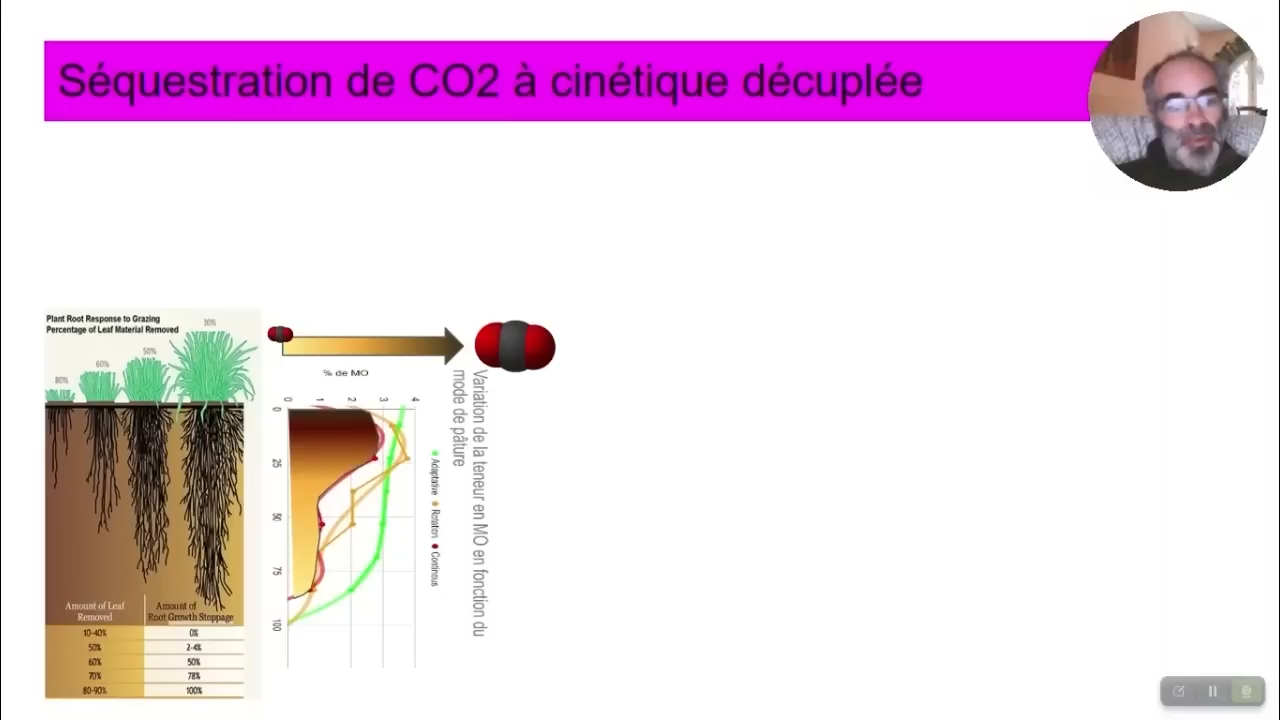 Séquestration de CO2 à cinétique décuplée
Plant Root Response to Grazing
Percentage of Leaf Material Removed
10%
50%
60%
80%
Amount of Leaf
Removed
Amount of
Root Growth Stoppage
10-40%
0%
50%
2-4%
60%
50%
70%
78%
80-90%
100%
% de MO
0
1
2
3
4
0
25
50
75
100
Adaptative
Rotation
Continous
Variation de la teneur en MO en fonction du
mode de pâture